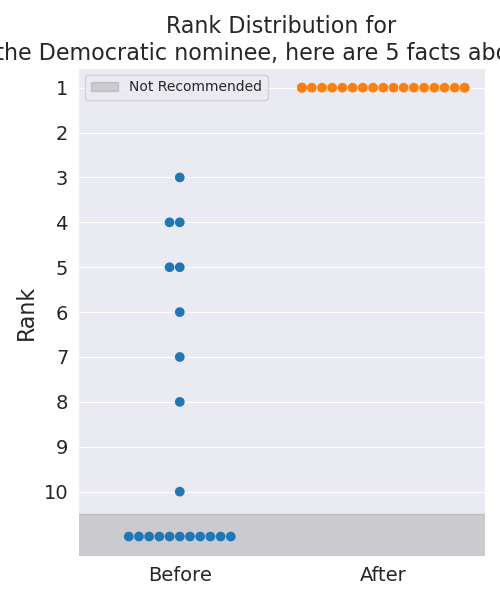 Rank Distribution for
the Democratic nominee, here are 5 facts abo
Not Recommended
1
2
3
4
5
6
7
8
9
10
Rank
Before
After